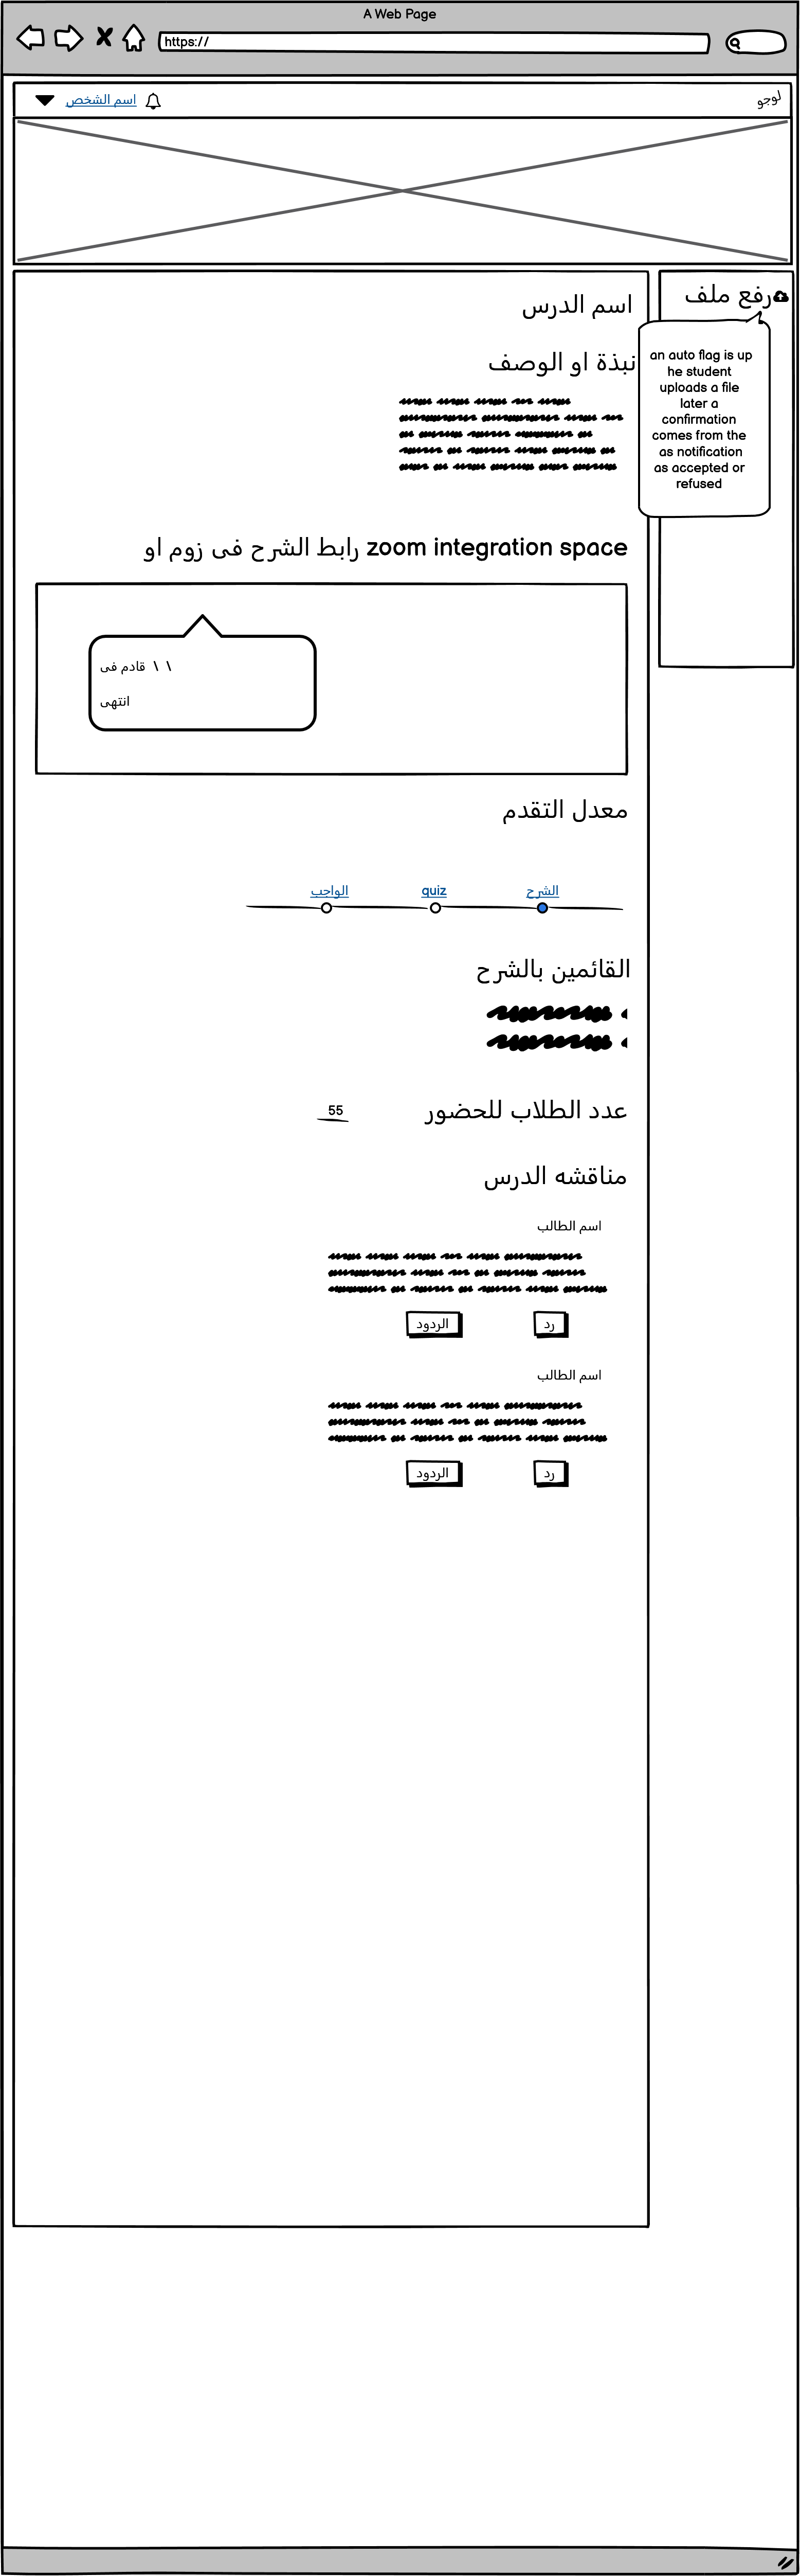 A Web Page
https://
لوجو
اسم الشخص
رفع ملف
an auto flag is up
he student
uploads a file
later a
confirmation
comes from the
as notification
as accepted or
refused
اسم الدرس
نبذة او الوصف
zoom integration space رابط الشرح فى زوم او
قادم فى \ \
انتهى
معدل التقدم
الشرح
quiz
الواجب
القائمين بالشرح
عدد الطلاب للحضور
55
مناقشه الدرس
اسم الطالب
رد
الردود
اسم الطالب
رد
الردود